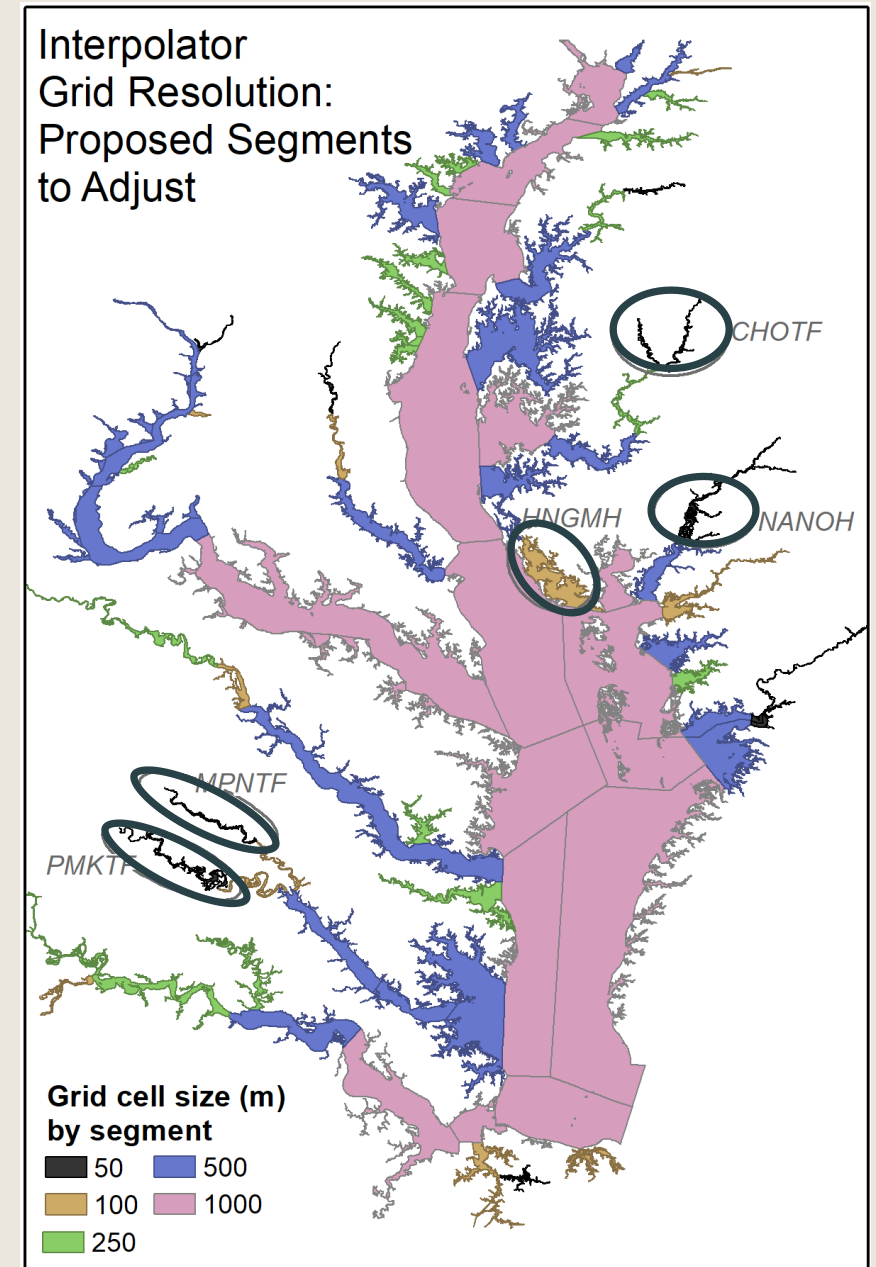 Interpolator
Grid Resolution:
Proposed Segments
to Adjust
CHOTF
HNGMH
NANOH
MPNTF
PMKTF
Grid cell size (m)
by segment
50 500
100 1000
250